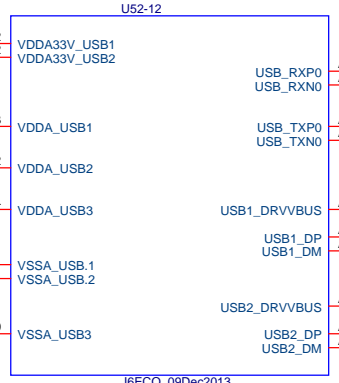 U52-12
VDDA33V_USB1
VDDA33V_USB2
USB_RXP0
USB_RXN0
VDDA_USB1
USB_TXP0
USB_TXN0
VDDA_USB2
VDDA_USB3
USB1_DRVVBUS
USB1_DP
USB1_DM
VSSA_USB.1
VSSA_USB.2
USB2_DRVVBUS
VSSA_USB3
USB2_DP
USB2_DM
J6ECO_09Dec2013